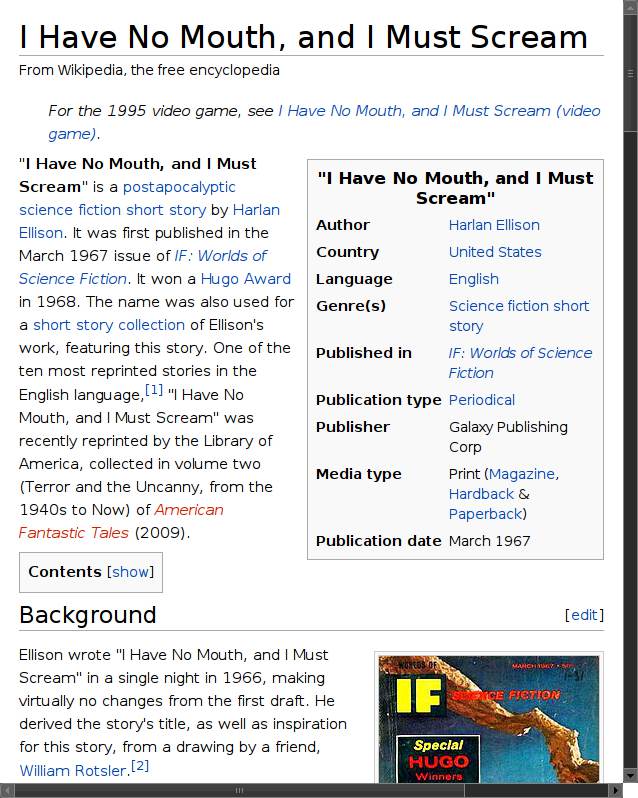 I Have No Mouth, and I Must Scream
From Wikipedia, the free encyclopedia
For the 1995 video game, see I Have No Mouth, and I Must Scream (video
game).
"I Have No Mouth, and I Must
Scream" is a postapocalyptic
science fiction short story by Harlan
Ellison. It was first published in the
March 1967 issue of IF: Worlds of
Science Fiction. It won a Hugo Award
in 1968. The name was also used for
a short story collection of Ellison's
work, featuring this story. One of the
ten most reprinted stories in the
English language,[1] "I Have No
Mouth, and I Must Scream" was
recently reprinted by the Library of
America, collected in volume two
(Terror and the Uncanny, from the
1940s to Now) of American
Fantastic Tales (2009).
"I Have No Mouth, and I Must
Scream"
Author Harlan Ellison
Country United States
Language English
Genre(s) Science fiction short
story
Published in IF: Worlds of Science
Fiction
Publication type Periodical
Publisher Galaxy Publishing
Corp
Media type Print (Magazine,
Hardback &
Paperback)
Publication date March 1967
Contents [show]
Background [edit]
Ellison wrote "I Have No Mouth, and I Must
Scream" in a single night in 1966, making
virtually no changes from the first draft. He
derived the story's title, as well as inspiration
for this story, from a drawing by a friend,
William Rotsler.[2]
WORLDS OF
MARCH 1967
IF SCIENCE FICTION
Special
HUGO
Winners